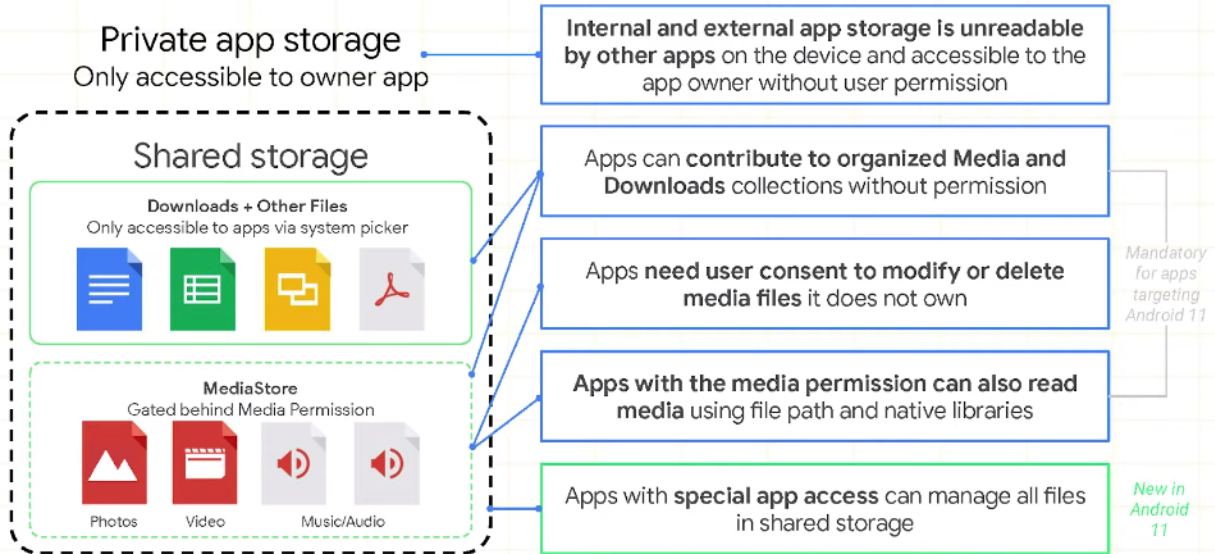 Private app storage
Only accessible to owner app
Shared storage
Downloads + Other Files
Only accessible to apps via system picker
MediaStore
Gated behind Media Permission
Photos
Video
Music/Audio
Internal and external app storage is unreadable
by other apps on the device and accessible to the
app owner without user permission
Apps can contribute to organized Media and
Downloads collections without permission
Apps need user consent to modify or delete
media files it does not own
Apps with the media permission can also read
media using file path and native libraries
Apps with special app access can manage all files
in shared storage
Mandatory
for apps
targeting
Android 11
New in
Android
11